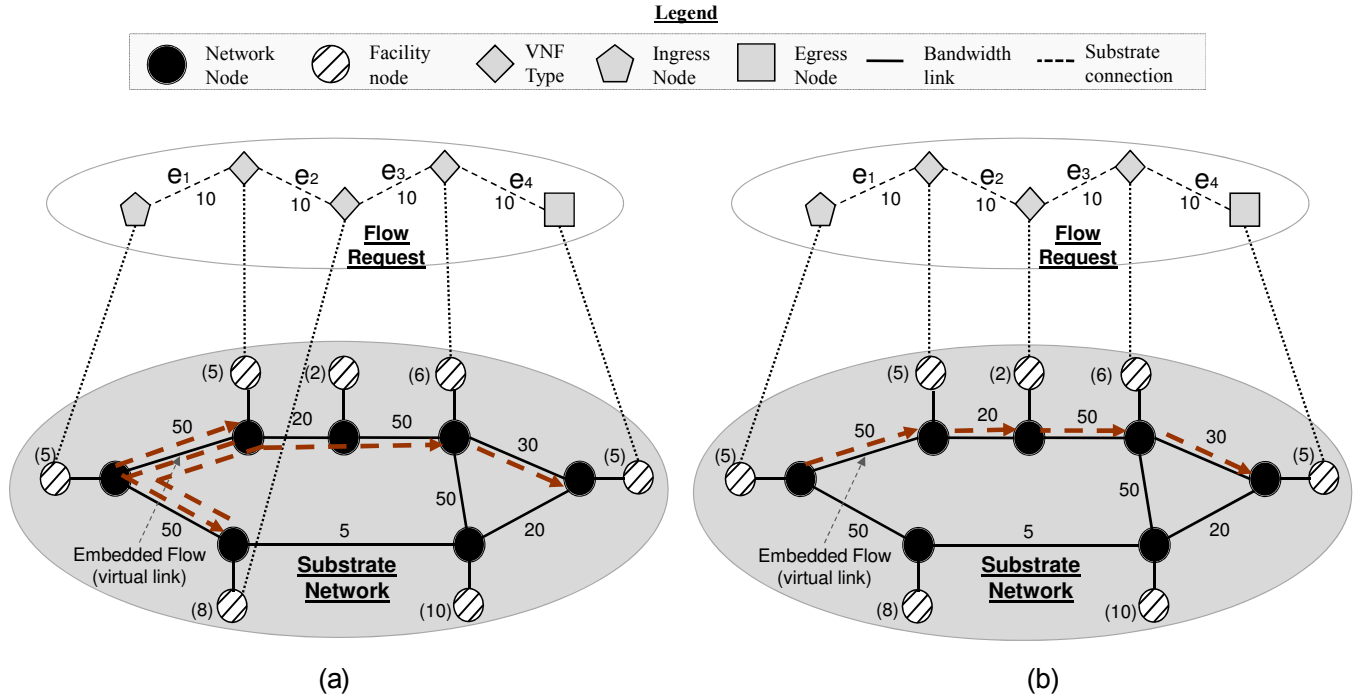 Legend
Network Node
Facility node
VNF Type
Ingress Node
Egress Node
Bandwidth link
Substrate connection
e1
e2
e3
e4
10
10
10
10
Flow
Request
(5)
(2)
(6)
20
50
50
30
(5)
(5)
50
50
5
20
Embedded Flow
(virtual link)
Substrate
Network
(8)
(10)
(a)
e1
e2
e3
e4
10
10
10
10
Flow
Request
(5)
(2)
(6)
20
50
50
30
(5)
(5)
50
50
5
20
Embedded Flow
(virtual link)
Substrate
Network
(8)
(10)
(b)